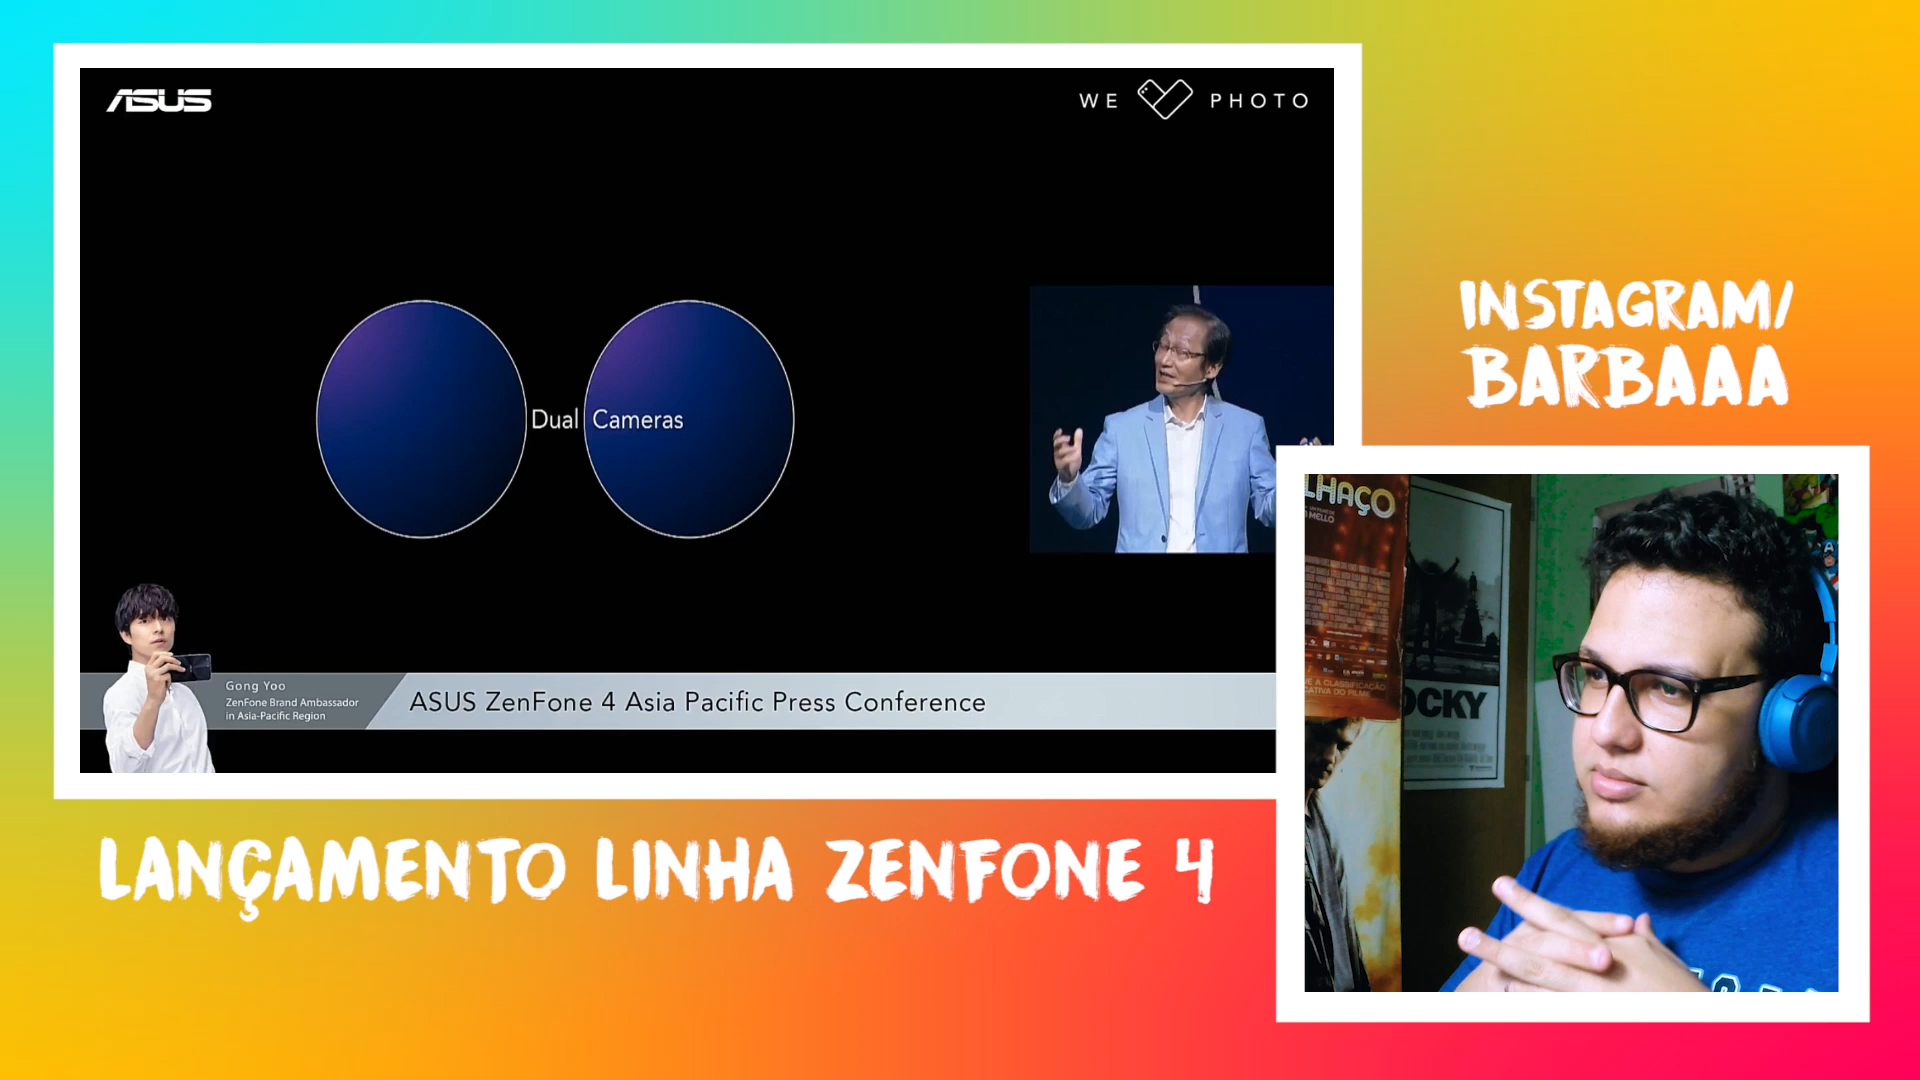 ASUS
WE PHOTO
Dual Cameras
Gong Yoo
ZenFone Brand Ambassador
in Asia-Pacific Region
ASUS ZenFone 4 Asia Pacific Press Conference
INSTAGRAM/
BARBAAA
LHAÇO
MELLO
OCKY
LANÇAMENTO LINHA ZENFONE 4